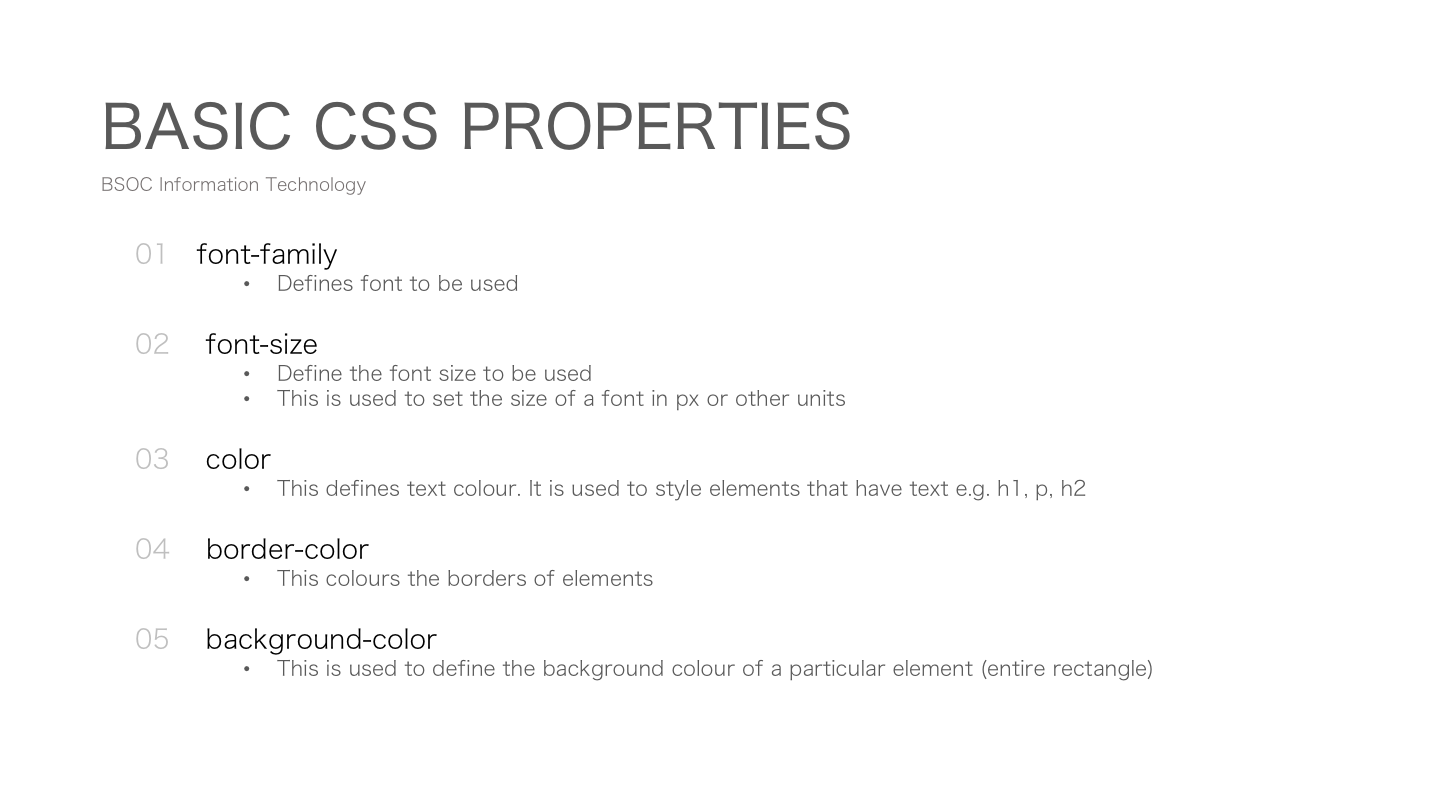 BASIC CSS PROPERTIES
BSOC Information Technology
01 font-family
• Defines font to be used
02 font-size
• Define the font size to be used
• This is used to set the size of a font in px or other units
03 color
• This defines text colour. It is used to style elements that have text e.g. h1, p, h2
04 border-color
• This colours the borders of elements
05 background-color
• This is used to define the background colour of a particular element (entire rectangle)